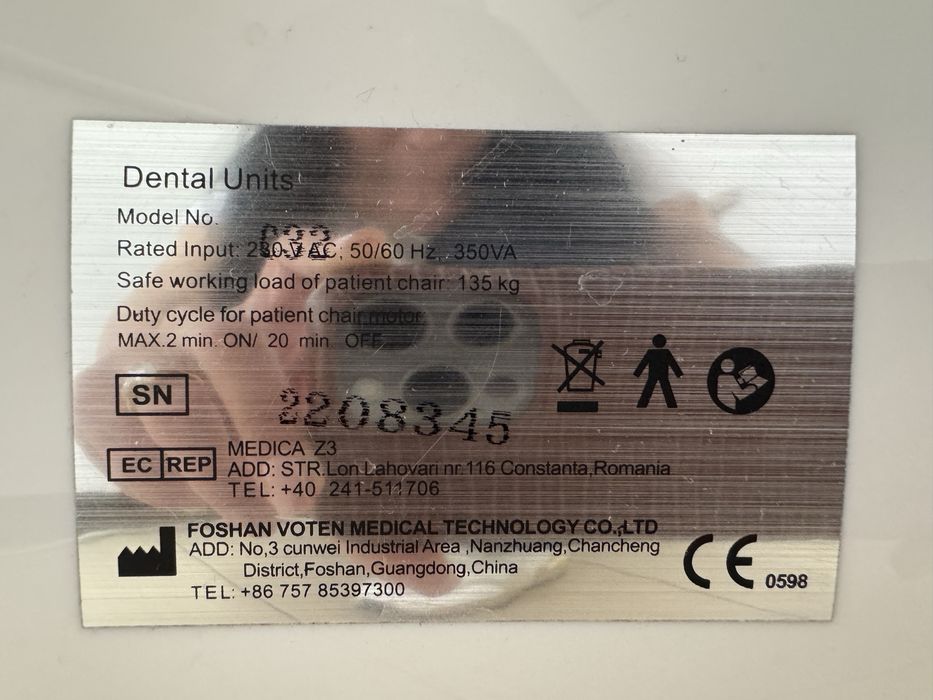 Dental Units
Model No.
Rated Input: 230 V AC; 50/60 Hz, 350VA
Safe working load of patient chair: 135 kg
Duty cycle for patient chair motor:
MAX.2 min. ON/ 20 min. OFF
SN 2208345
EC REP MEDICA Z3
ADD: STR.Lon Lahovari nr.116 Constanta,Romania
TEL: +40 241-511706
FOSHAN VOTEN MEDICAL TECHNOLOGY CO.,LTD
ADD: No,3 cunwei Industrial Area ,Nanzhuang,Chancheng
District,Foshan,Guangdong,China
TEL: +86 757 85397300
CE 0598